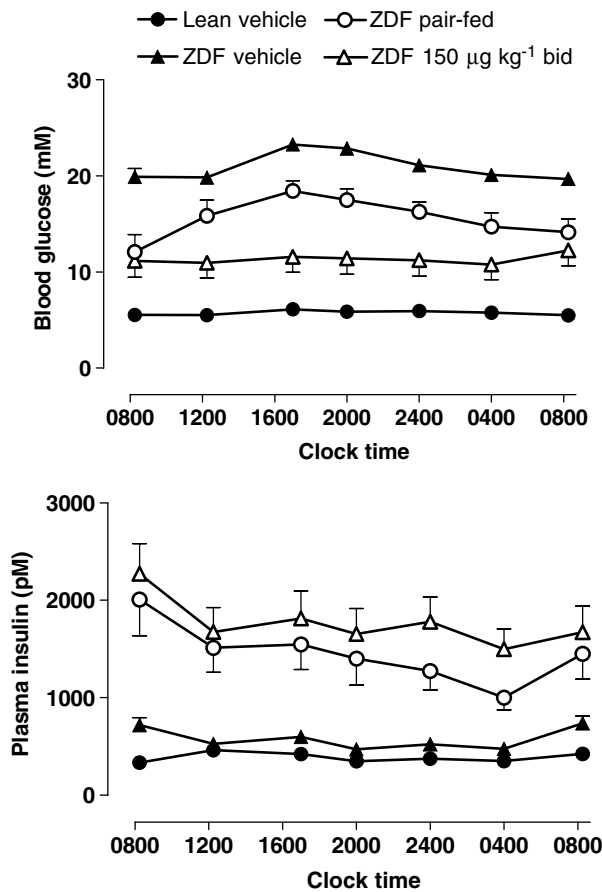 Lean vehicle
ZDF pair-fed
ZDF vehicle
ZDF 150 μg kg⁻¹ bid
30
20
10
0
Blood glucose (mM)
0800 1200 1600 2000 2400 0400 0800
Clock time
3000
2000
1000
0
Plasma insulin (pM)
0800 1200 1600 2000 2400 0400 0800
Clock time